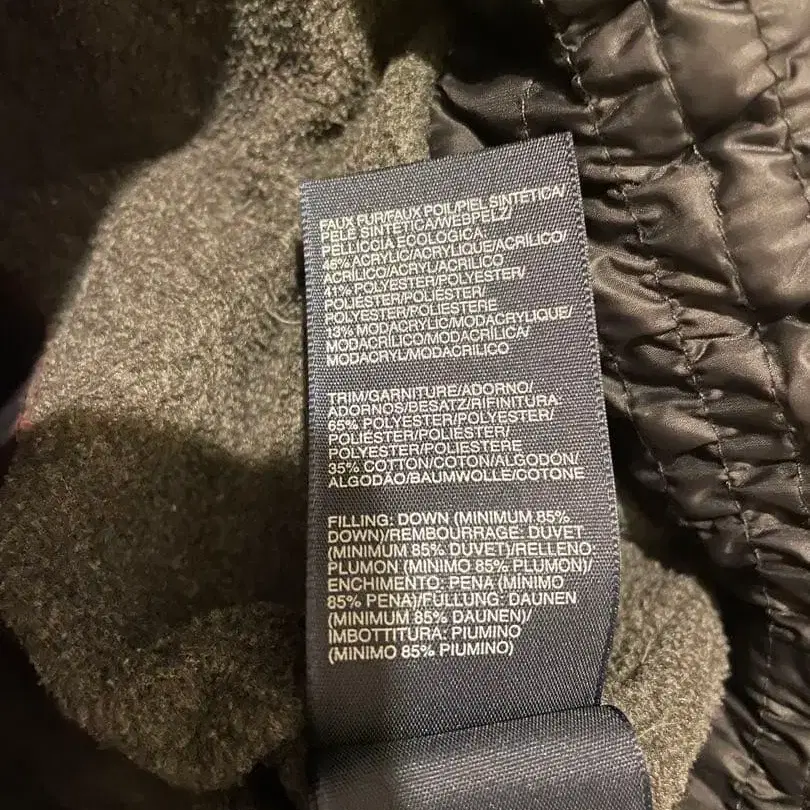 FAUX FUR/FAUX POIL/PIEL SINTÉTICA/
PELE SINTÉTICA/WEBPELZ/
PELLICCIA ECOLOGICA
46% ACRYLIC/ACRYLIQUE/ACRÍLICO/
ACRÍLICO/ACRYL/ACRILICO
41% POLYESTER/POLYESTER/
POLIÉSTER/POLIÉSTER/
POLYESTER/POLIESTERE
13% MODACRYLIC/MODACRYLIQUE/
MODACRÍLICO/MODACRÍLICA/
MODACRYL/MODACRILICO
TRIM/GARNITURE/ADORNO/
ADORNOS/BESATZ/RIFINITURA:
65% POLYESTER/POLYESTER/
POLIÉSTER/POLIÉSTER/
POLYESTER/POLIESTERE
35% COTTON/COTON/ALGODÓN/
ALGODÃO/BAUMWOLLE/COTONE
FILLING: DOWN (MINIMUM 85%
DOWN)/REMBOURRAGE: DUVET
(MINIMUM 85% DUVET)/RELLENO:
PLUMON (MINIMO 85% PLUMON)/
ENCHIMENTO: PENA (MÍNIMO
85% PENA)/FÜLLUNG: DAUNEN
(MINIMUM 85% DAUNEN)/
IMBOTTITURA: PIUMINO
(MINIMO 85% PIUMINO)